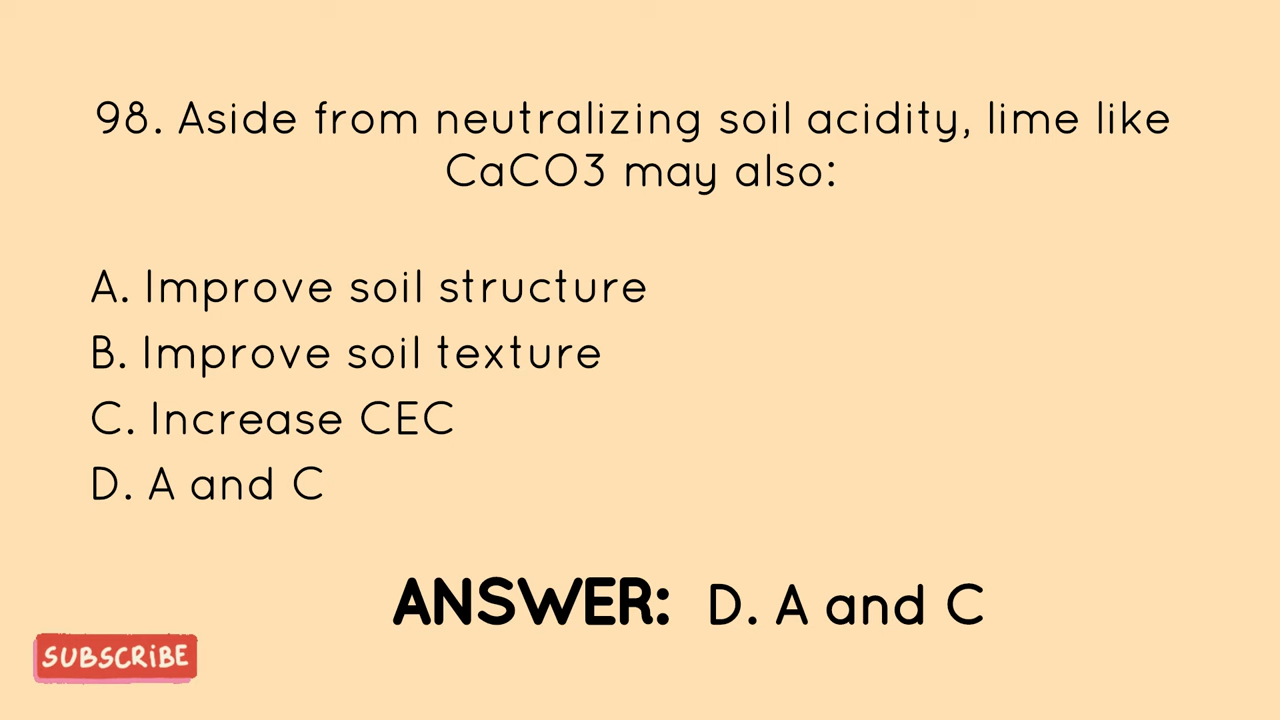 98. Aside from neutralizing soil acidity, lime like
CaCO3 may also:
A. Improve soil structure
B. Improve soil texture
C. Increase CEC
D. A and C
ANSWER: D. A and C
SUBSCRIBE